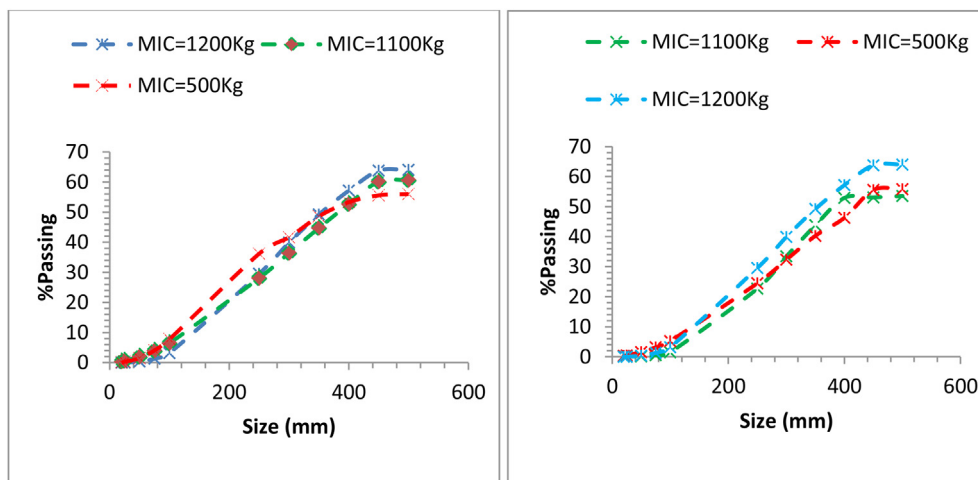 MIC=1200Kg MIC=1100Kg
MIC=500Kg
70
60
50
40
30
20
10
0
%Passing
0 200 400 600
Size (mm)
MIC=1100Kg MIC=500Kg
MIC=1200Kg
70
60
50
40
30
20
10
0
%Passing
0 200 400 600
Size (mm)